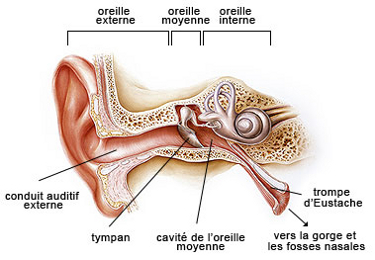 oreille
externe
oreille
moyenne
oreille
interne
conduit auditif
externe
tympan
cavité de l'oreille
moyenne
trompe
d'Eustache
vers la gorge et
les fosses nasales